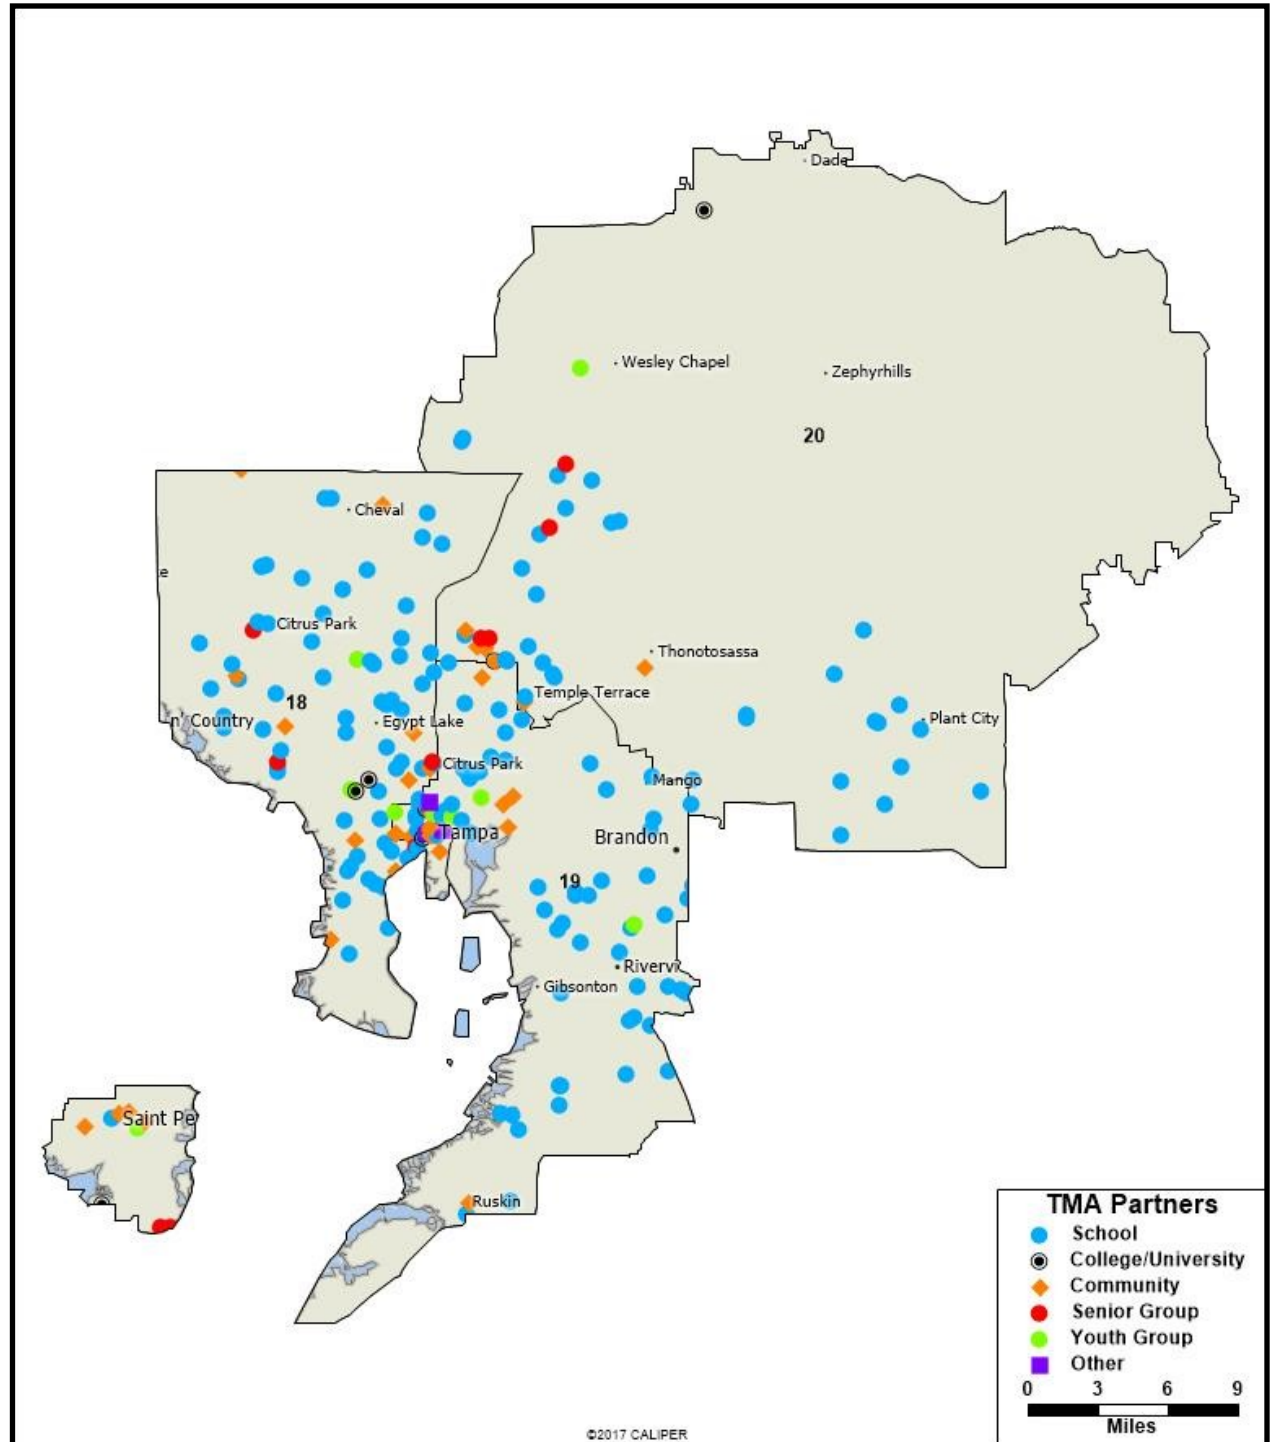 Dade
Wesley Chapel
Zephyrhills
20
Cheval
e
Citrus Park
Thonotosassa
Temple Terrace
18
n' Country
Egypt Lake
Plant City
Citrus Park
Mango
Tampa
Brandon
19
Rivervi
Gibsonton
Saint Pe
Ruskin
TMA Partners
School
College/University
Community
Senior Group
Youth Group
Other
0 3 6 9
Miles
©2017 CALIPER